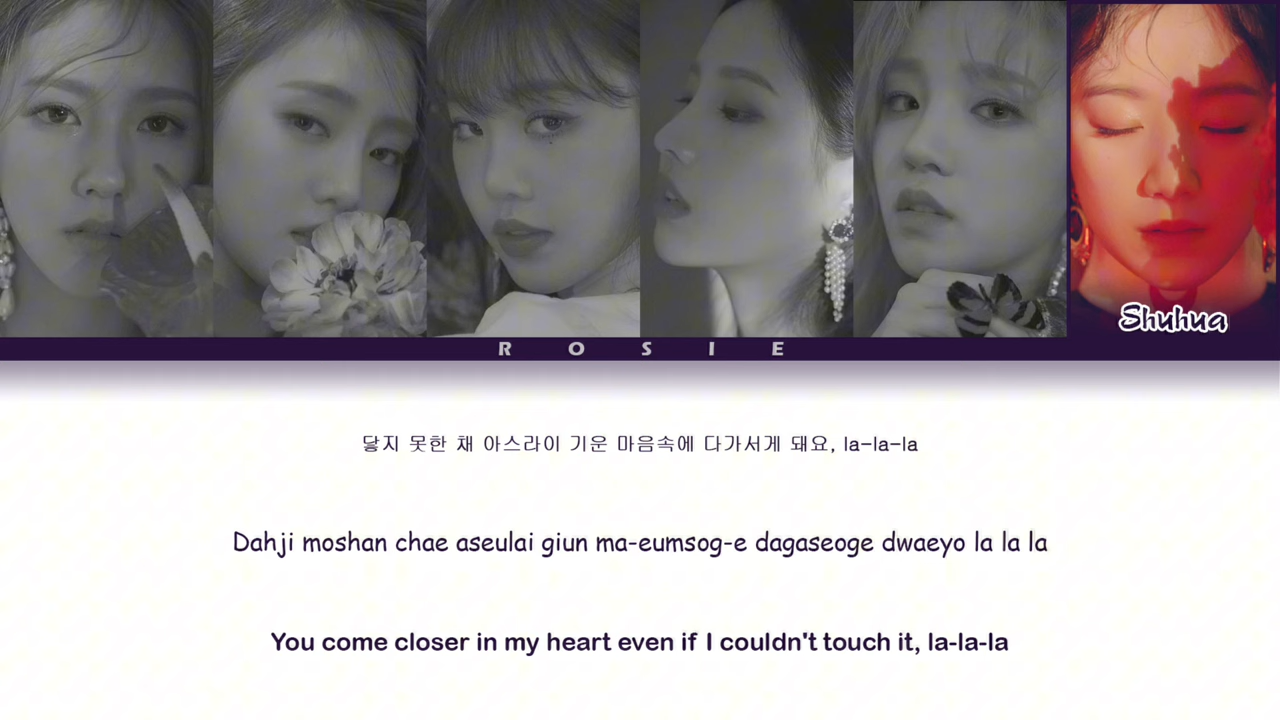 Shuhua
ROSIE
닿지 못한 채 아스라이 기운 마음속에 다가서게 돼요, la-la-la
Dahji moshan chae aseulai giun ma-eumsog-e dagaseoge dwaeyo la la la
You come closer in my heart even if I couldn't touch it, la-la-la